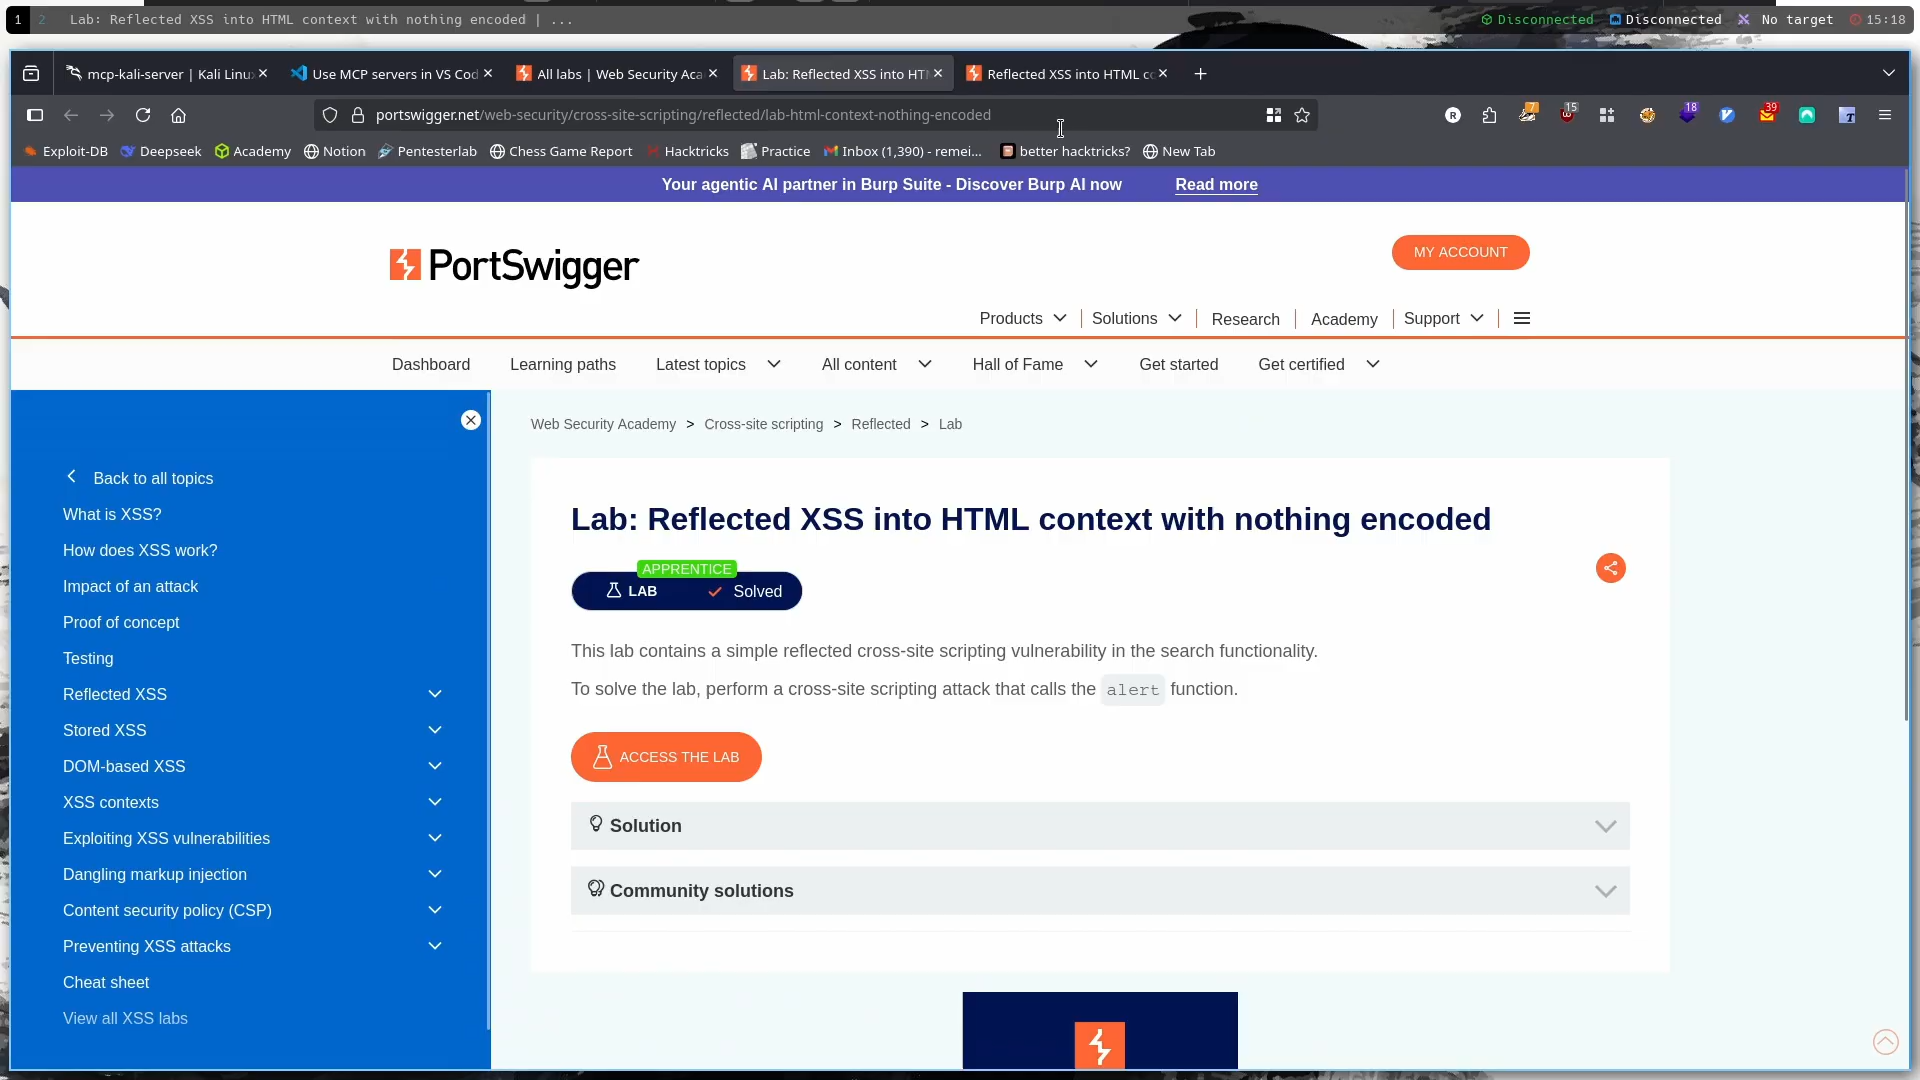 1 2 Lab: Reflected XSS into HTML context with nothing encoded | ... Disconnected Disconnected No target 15:18
mcp-kali-server | Kali Linu Use MCP servers in VS Cod All labs | Web Security Aca Lab: Reflected XSS into HT Reflected XSS into HTML co
portswigger.net/web-security/cross-site-scripting/reflected/lab-html-context-nothing-encoded R 7 15 18 39
Exploit-DB Deepseek Academy Notion Pentesterlab Chess Game Report Hacktricks Practice Inbox (1,390) - remei... better hacktricks? New Tab
Your agentic AI partner in Burp Suite - Discover Burp AI now Read more
PortSwigger
MY ACCOUNT
Products Solutions Research Academy Support
Dashboard Learning paths Latest topics All content Hall of Fame Get started Get certified
Back to all topics
What is XSS?
How does XSS work?
Impact of an attack
Proof of concept
Testing
Reflected XSS
Stored XSS
DOM-based XSS
XSS contexts
Exploiting XSS vulnerabilities
Dangling markup injection
Content security policy (CSP)
Preventing XSS attacks
Cheat sheet
View all XSS labs
Web Security Academy > Cross-site scripting > Reflected > Lab
Lab: Reflected XSS into HTML context with nothing encoded
APPRENTICE
LAB Solved
This lab contains a simple reflected cross-site scripting vulnerability in the search functionality.
To solve the lab, perform a cross-site scripting attack that calls the alert function.
ACCESS THE LAB
Solution
Community solutions